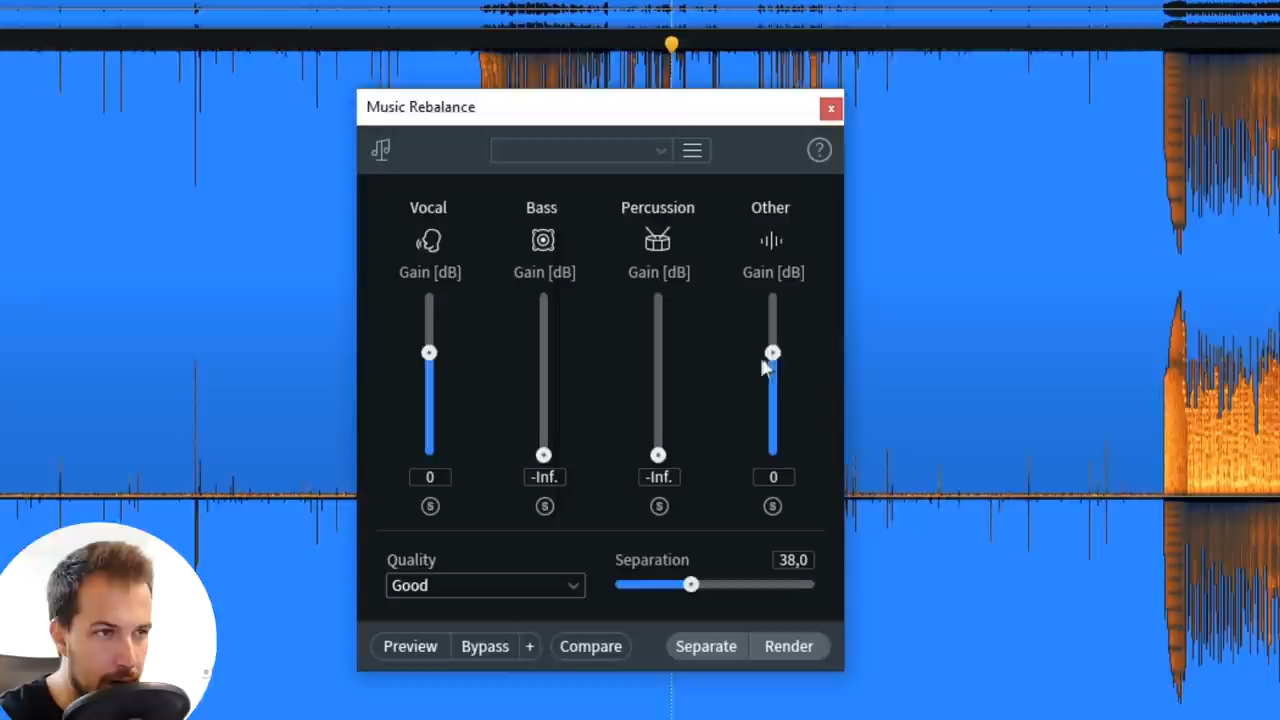 Music Rebalance
x
?
Vocal Bass Percussion Other
Gain [dB] Gain [dB] Gain [dB] Gain [dB]
0 -Inf. -Inf. 0
S S S S
Quality Separation 38,0
Good
Preview Bypass + Compare Separate Render